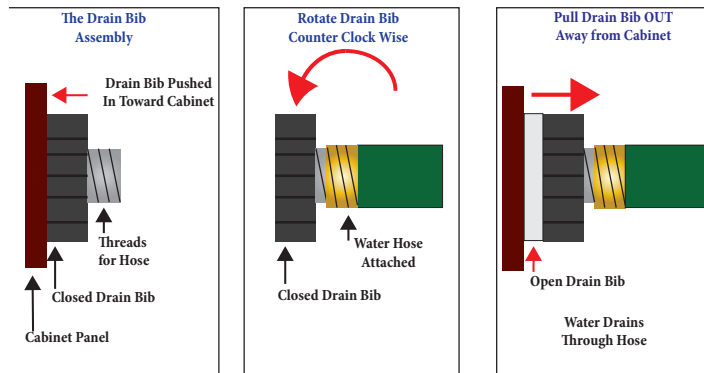 The Drain Bib
Assembly
Drain Bib Pushed
In Toward Cabinet
Threads
for Hose
Closed Drain Bib
Cabinet Panel
Rotate Drain Bib
Counter Clock Wise
Water Hose
Attached
Closed Drain Bib
Pull Drain Bib OUT
Away from Cabinet
Open Drain Bib
Water Drains
Through Hose